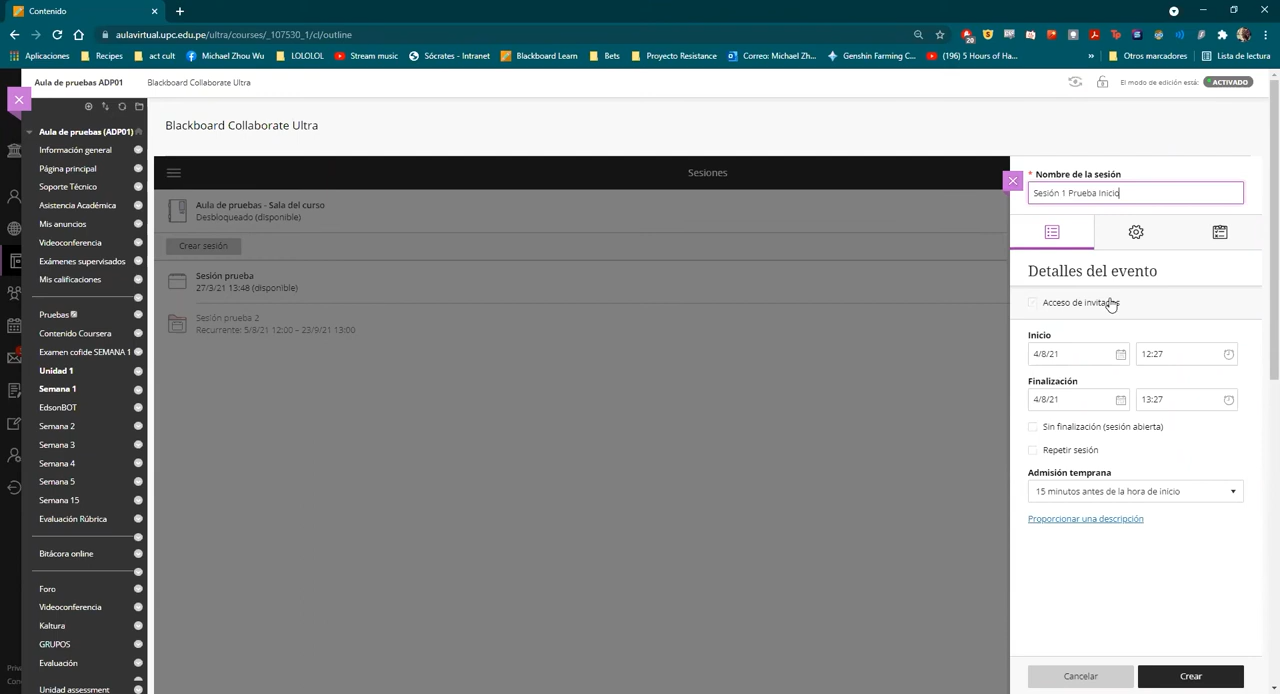 Contenido
aulavirtual.upc.edu.pe/ultra/courses/_107530_1/cl/outline
Aplicaciones
Recipes
act cult
Michael Zhou Wu
LOLOLOL
Stream music
Sócrates - Intranet
Blackboard Learn
Bets
Proyecto Resistance
Correo: Michael Zh...
Genshin Farming C...
(196) 5 Hours of Ha...
»
Otros marcadores
Lista de lectura
Aula de pruebas ADP01
Blackboard Collaborate Ultra
El modo de edición está:
ACTIVADO
Aula de pruebas (ADP01)
Información general
Página principal
Soporte Técnico
Asistencia Académica
Mis anuncios
Videoconferencia
Exámenes supervisados
Mis calificaciones
Pruebas
Contenido Coursera
Examen cofide SEMANA 1
Unidad 1
Semana 1
EdsonBOT
Semana 2
Semana 3
Semana 4
Semana 5
Semana 15
Evaluación Rúbrica
Bitácora online
Foro
Videoconferencia
Kaltura
GRUPOS
Evaluación
Unidad assessment
Blackboard Collaborate Ultra
Sesiones
Aula de pruebas - Sala del curso
Desbloqueado (disponible)
Crear sesión
Sesión prueba
27/3/21 13:48 (disponible)
Sesión prueba 2
Recurrente: 5/8/21 12:00 – 23/9/21 13:00
* Nombre de la sesión
Sesión 1 Prueba Inicio
Detalles del evento
Acceso de invitados
Inicio
4/8/21 12:27
Finalización
4/8/21 13:27
Sin finalización (sesión abierta)
Repetir sesión
Admisión temprana
15 minutos antes de la hora de inicio
Proporcionar una descripción
Cancelar
Crear